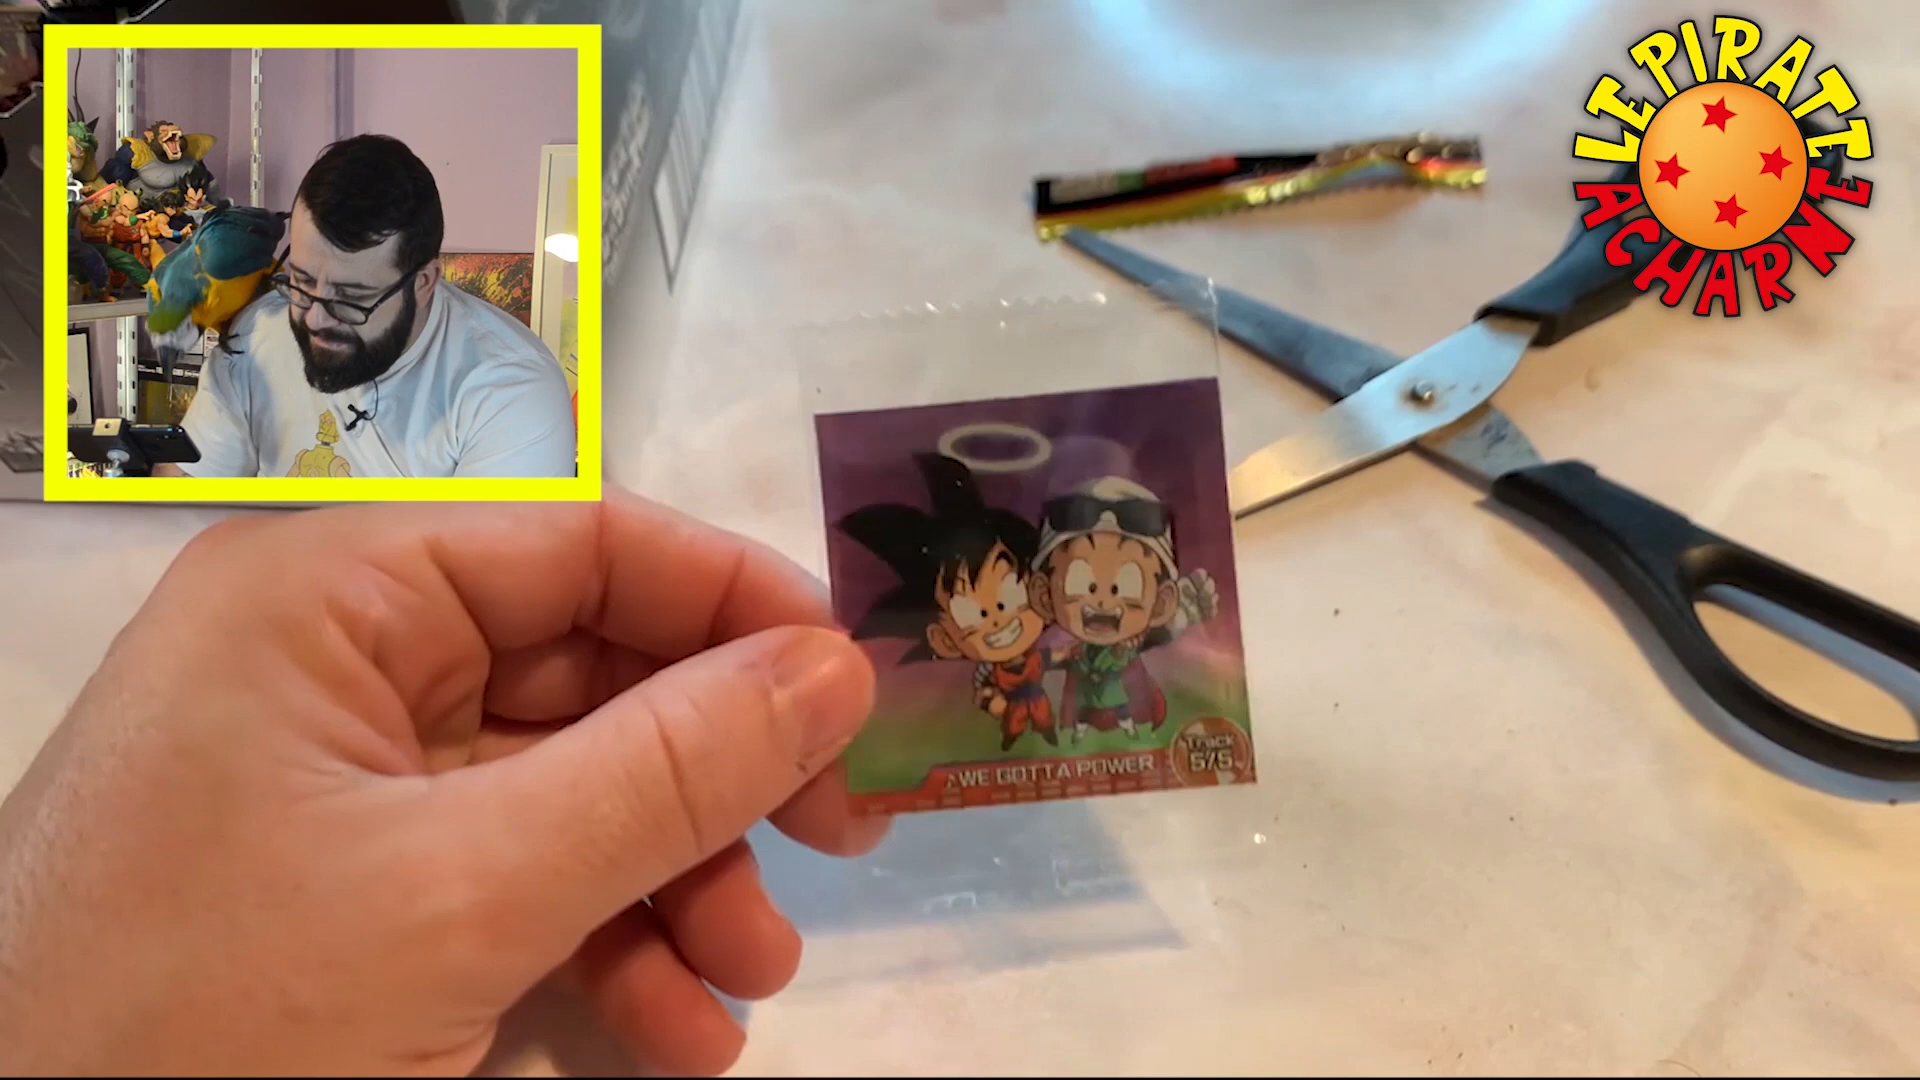 LE PIRATE
ACHARNÉ
♪WE GOTTA POWER
Track
5/5